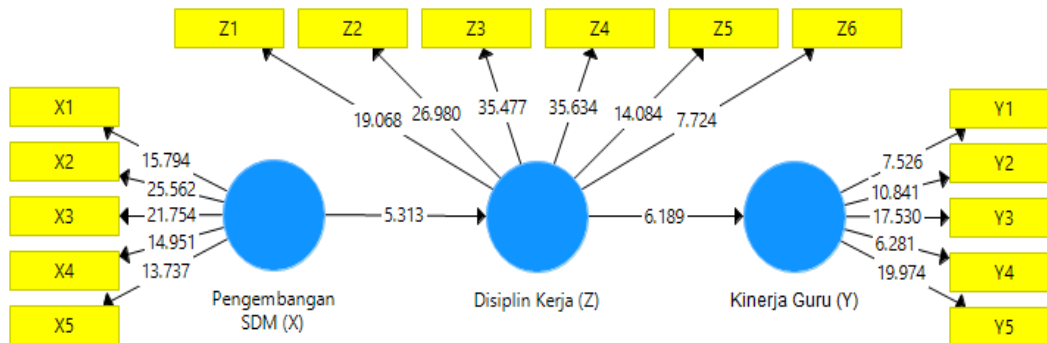 Z1 Z2 Z3 Z4 Z5 Z6
19.068 26.980 35.477 35.634 14.084 7.724
X1
X2
X3
X4
X5
15.794
25.562
21.754
14.951
13.737
5.313
6.189
7.526
10.841
17.530
6.281
19.974
Y1
Y2
Y3
Y4
Y5
Pengembangan
SDM (X)
Disiplin Kerja (Z)
Kinerja Guru (Y)